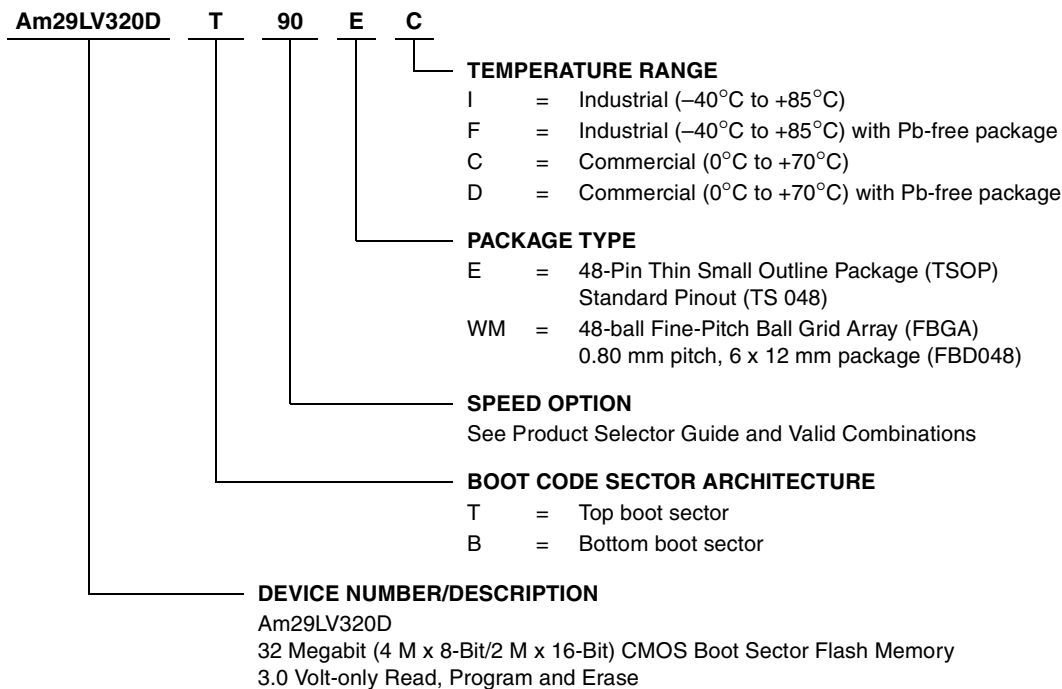 Am29LV320D T 90 E C
TEMPERATURE RANGE
I = Industrial (–40°C to +85°C)
F = Industrial (–40°C to +85°C) with Pb-free package
C = Commercial (0°C to +70°C)
D = Commercial (0°C to +70°C) with Pb-free package
PACKAGE TYPE
E = 48-Pin Thin Small Outline Package (TSOP)
Standard Pinout (TS 048)
WM = 48-ball Fine-Pitch Ball Grid Array (FBGA)
0.80 mm pitch, 6 x 12 mm package (FBD048)
SPEED OPTION
See Product Selector Guide and Valid Combinations
BOOT CODE SECTOR ARCHITECTURE
T = Top boot sector
B = Bottom boot sector
DEVICE NUMBER/DESCRIPTION
Am29LV320D
32 Megabit (4 M x 8-Bit/2 M x 16-Bit) CMOS Boot Sector Flash Memory
3.0 Volt-only Read, Program and Erase